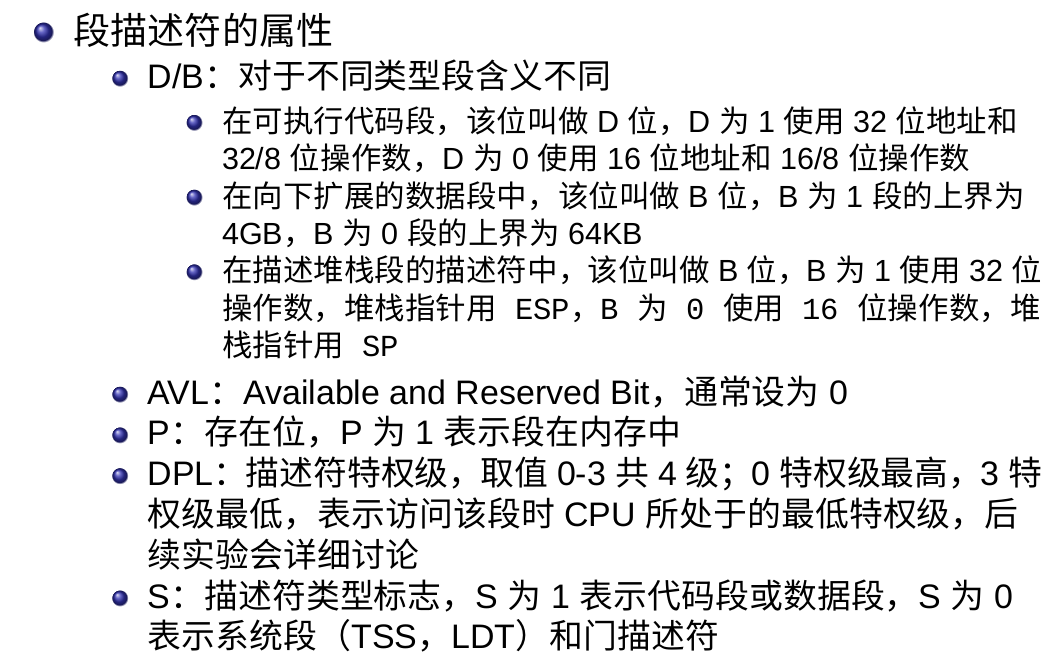 段描述符的属性
D/B：对于不同类型段含义不同
在可执行代码段，该位叫做 D 位，D 为 1 使用 32 位地址和
32/8 位操作数，D 为 0 使用 16 位地址和 16/8 位操作数
在向下扩展的数据段中，该位叫做 B 位，B 为 1 段的上界为
4GB，B 为 0 段的上界为 64KB
在描述堆栈段的描述符中，该位叫做 B 位，B 为 1 使用 32 位
操作数，堆栈指针用 ESP，B 为 0 使用 16 位操作数，堆
栈指针用 SP
AVL：Available and Reserved Bit，通常设为 0
P：存在位，P 为 1 表示段在内存中
DPL：描述符特权级，取值 0-3 共 4 级；0 特权级最高，3 特
权级最低，表示访问该段时 CPU 所处于的最低特权级，后
续实验会详细讨论
S：描述符类型标志，S 为 1 表示代码段或数据段，S 为 0
表示系统段（TSS，LDT）和门描述符